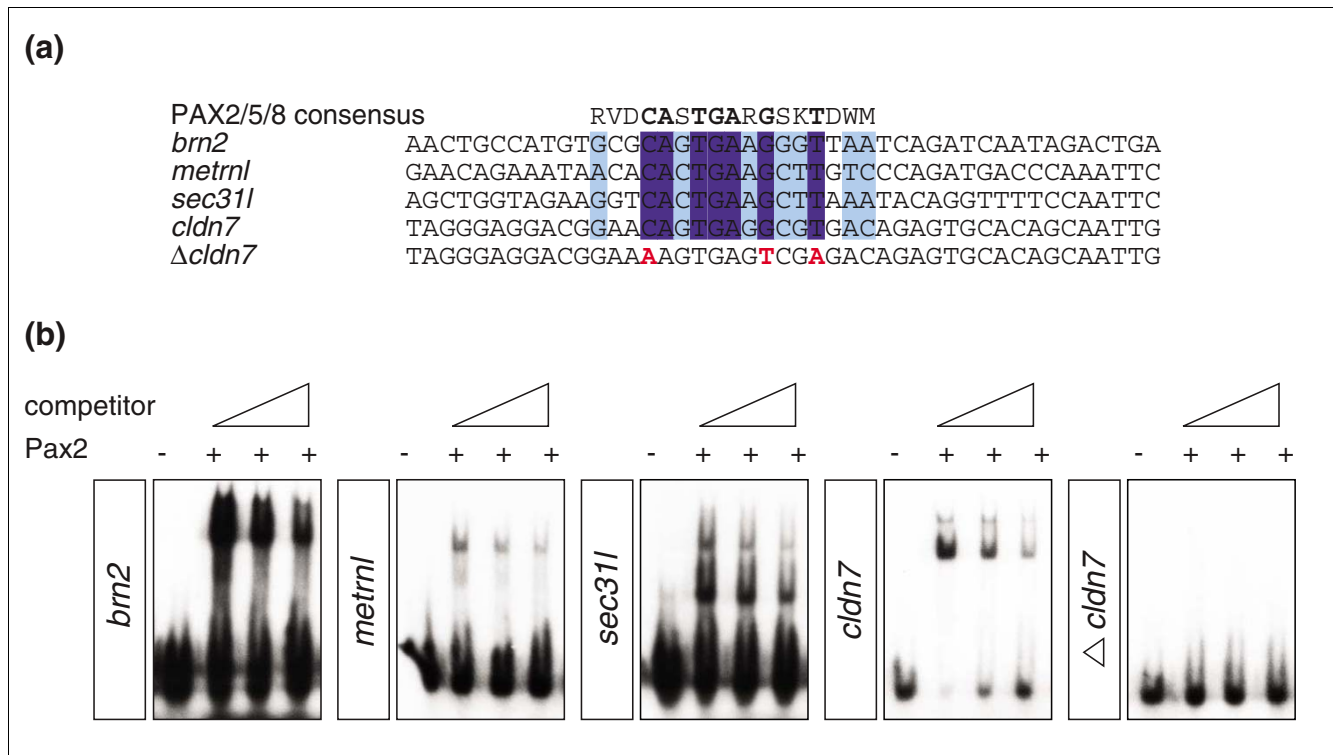 (a)
PAX2/5/8 consensus RVDCASTGARGSKTDWM
brn2 AACTGCCATGTGCGCAGTGAAGGGTTAATCAGATCAATAGACTGA
metrnl GAACAGAAATAACACACTGAAGCTTGTCCCAGATGACCCAAATTC
sec31l AGCTGGTAGAAGGTCACTGAAGCTTAAATACAGGTTTTCCAATTC
cldn7 TAGGGAGGACGGAACAGTGAGGCGTGACAGAGTGCACAGCAATTG
Δcldn7 TAGGGAGGACGGAAAAGTGAGTCGAGACAGAGTGCACAGCAATTG
(b)
competitor
Pax2 - + + + - + + + - + + + - + + + - + + +
brn2
metrnl
sec31l
cldn7
△ cldn7